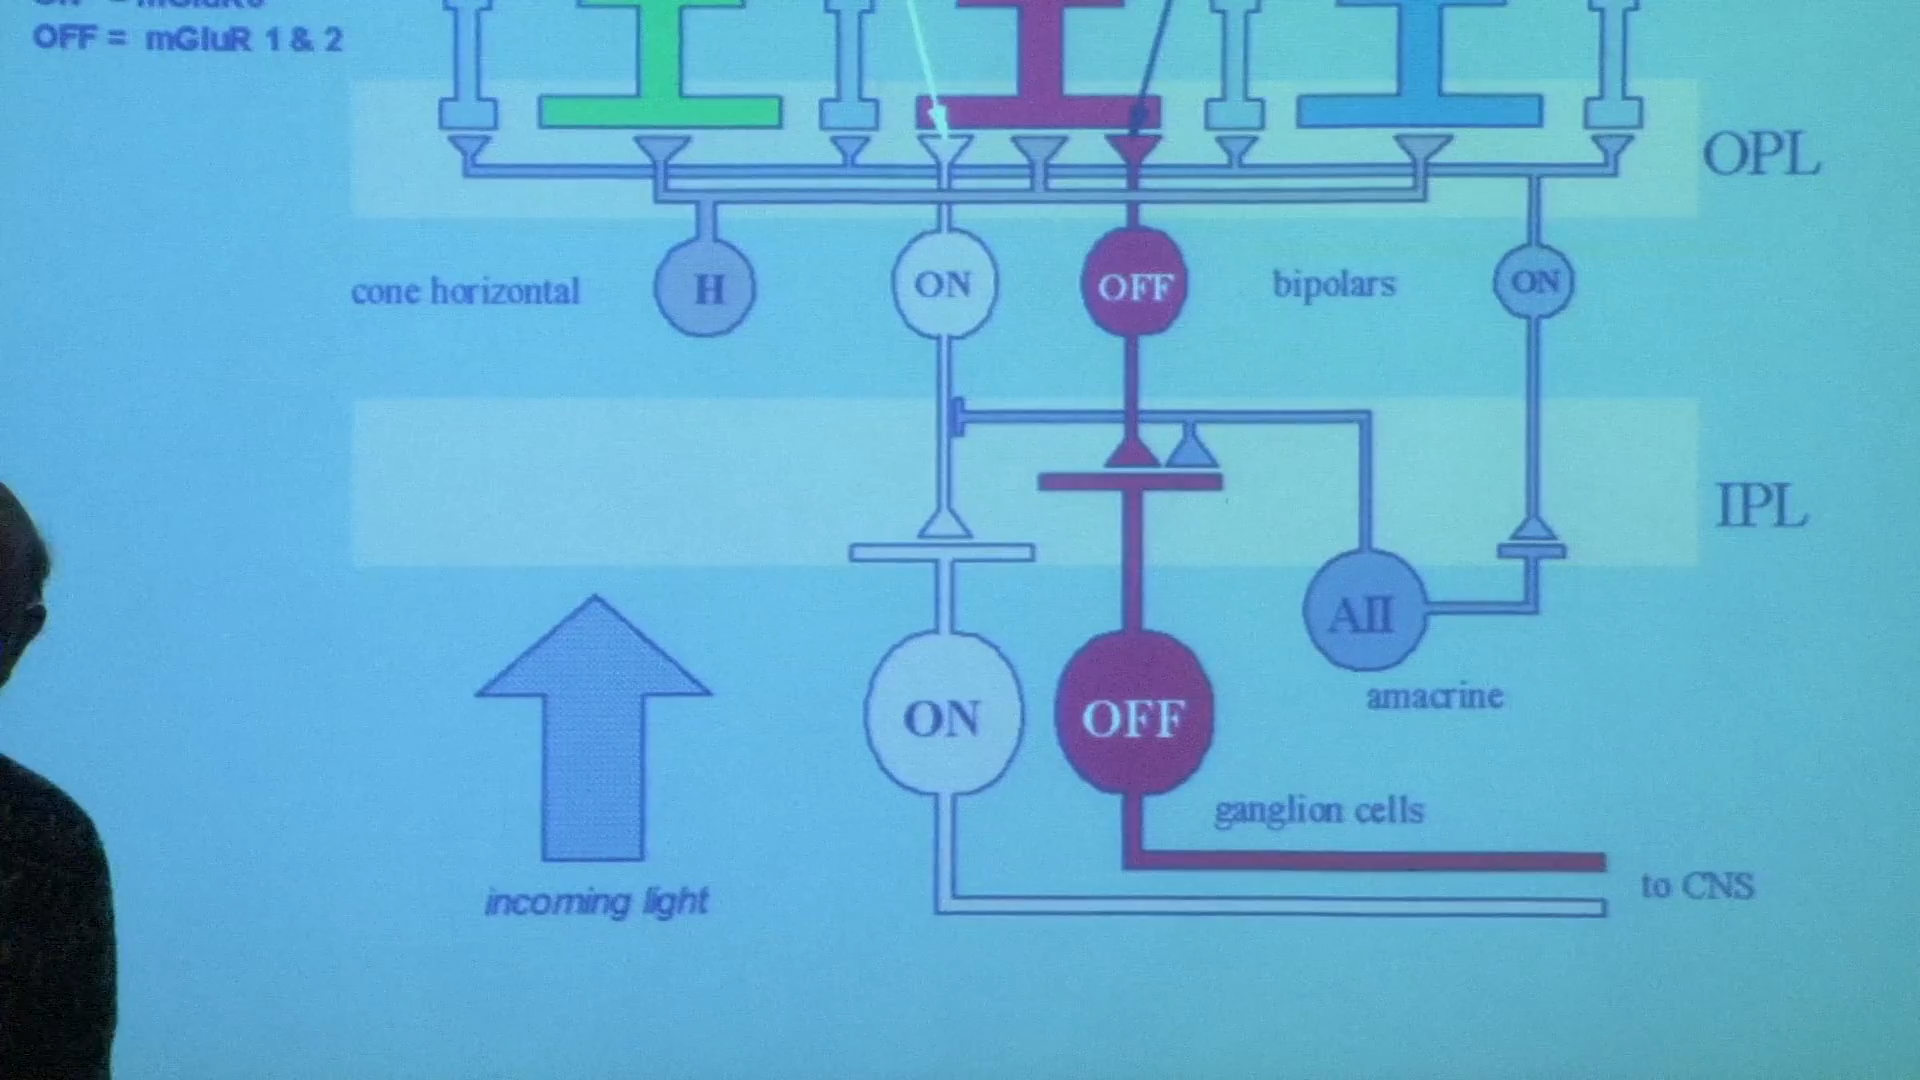 OFF = mGluR 1 & 2
OPL
cone horizontal
H
ON
OFF
bipolars
ON
IPL
AII
amacrine
ON
OFF
ganglion cells
to CNS
incoming light